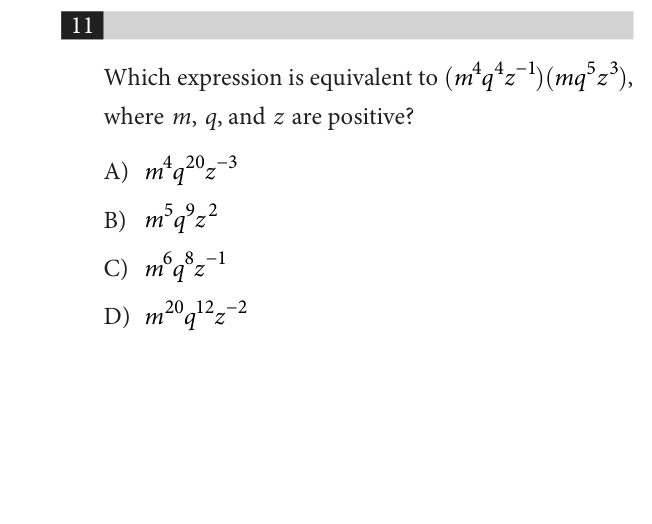 11
Which expression is equivalent to (m⁴q⁴z⁻¹)(mq⁵z³),
where m, q, and z are positive?
A) m⁴q²⁰z⁻³
B) m⁵q⁹z²
C) m⁶q⁸z⁻¹
D) m²⁰q¹²z⁻²